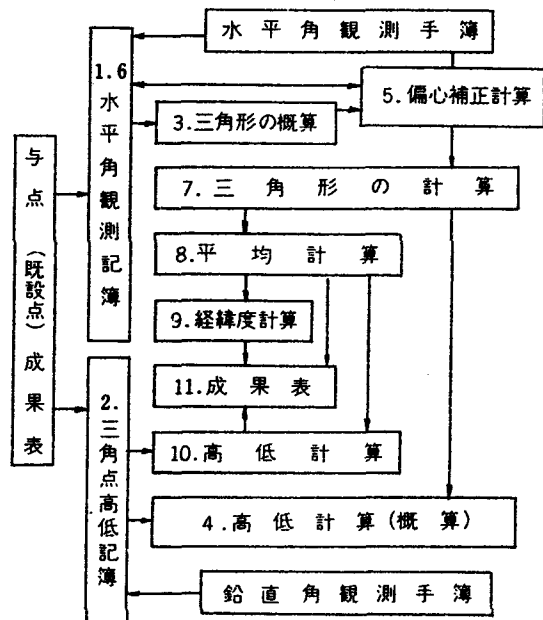 水平角観測手簿
1.6水平角観測記簿
5.偏心補正計算
3.三角形の概算
与点(既設点)成果表
7.三角形の計算
8.平均計算
9.経緯度計算
11.成果表
2.三角点高低記簿
10.高低計算
4.高低計算(概算)
鉛直角観測手簿